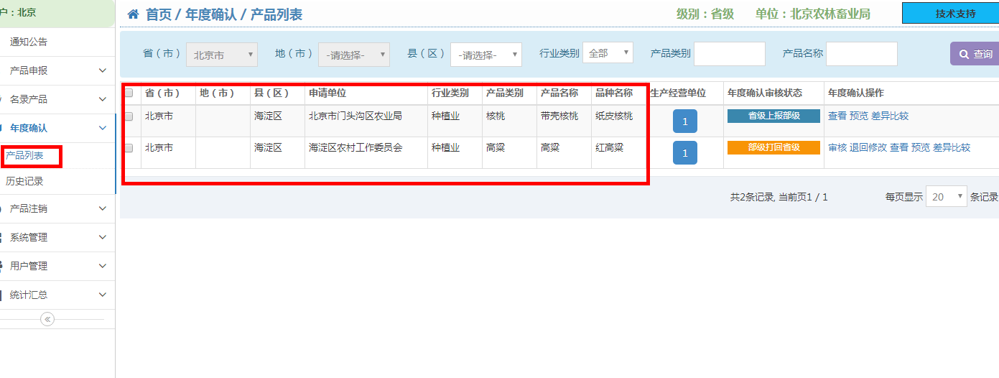 户：北京
首页 / 年度确认 / 产品列表
级别：省级 单位：北京农林畜业局
技术支持
通知公告
产品申报
名录产品
年度确认
产品列表
历史记录
产品注销
系统管理
用户管理
统计汇总
省（市） 北京市 地（市） -请选择- 县（区） -请选择- 行业类别 全部 产品类别 产品名称 查询
省（市） 地（市） 县（区） 申请单位 行业类别 产品类别 产品名称 品种名称 生产经营单位 年度确认审核状态 年度确认操作
北京市 海淀区 北京市门头沟区农业局 种植业 核桃 带壳核桃 纸皮核桃 1 省级上报部级 查看 预览 差异比较
北京市 海淀区 海淀区农村工作委员会 种植业 高粱 高粱 红高粱 1 部级打回省级 审核 退回修改 查看 预览 差异比较
共2条记录, 当前页1 / 1 每页显示 20 条记录